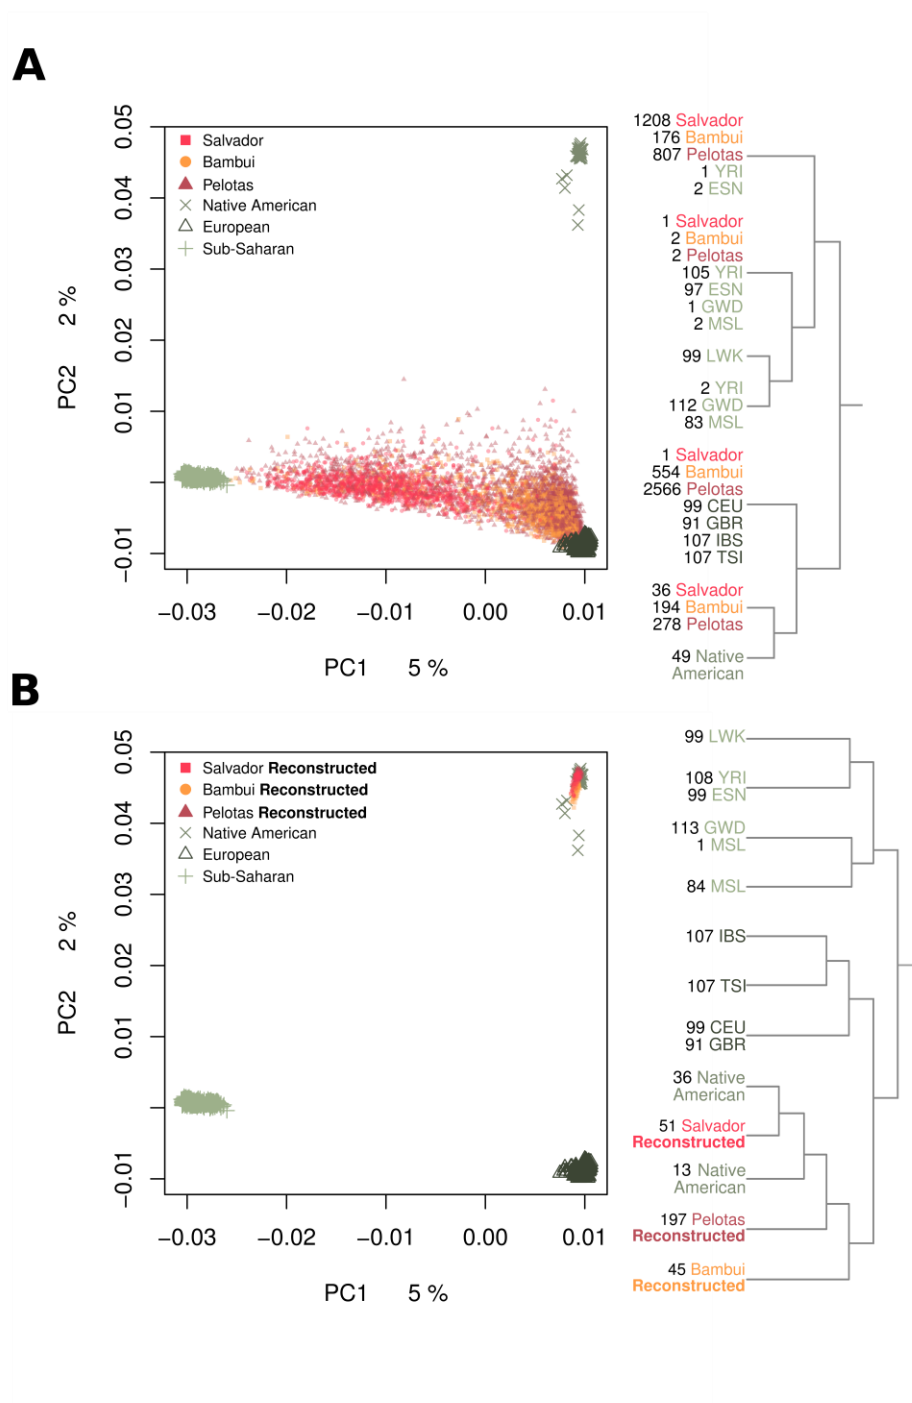 A
0.05
0.04
0.03
0.02
0.01
−0.01
PC2 2 %
Salvador
Bambui
Pelotas
Native American
European
Sub-Saharan
−0.03 −0.02 −0.01 0.00 0.01
PC1 5 %
1208 Salvador
176 Bambui
807 Pelotas
1 YRI
2 ESN
1 Salvador
2 Bambui
2 Pelotas
105 YRI
97 ESN
1 GWD
2 MSL
99 LWK
2 YRI
112 GWD
83 MSL
1 Salvador
554 Bambui
2566 Pelotas
99 CEU
91 GBR
107 IBS
107 TSI
36 Salvador
194 Bambui
278 Pelotas
49 Native
American
B
0.05
0.04
0.03
0.02
0.01
−0.01
PC2 2 %
Salvador Reconstructed
Bambui Reconstructed
Pelotas Reconstructed
Native American
European
Sub-Saharan
−0.03 −0.02 −0.01 0.00 0.01
PC1 5 %
99 LWK
108 YRI
99 ESN
113 GWD
1 MSL
84 MSL
107 IBS
107 TSI
99 CEU
91 GBR
36 Native
American
51 Salvador
Reconstructed
13 Native
American
197 Pelotas
Reconstructed
45 Bambui
Reconstructed